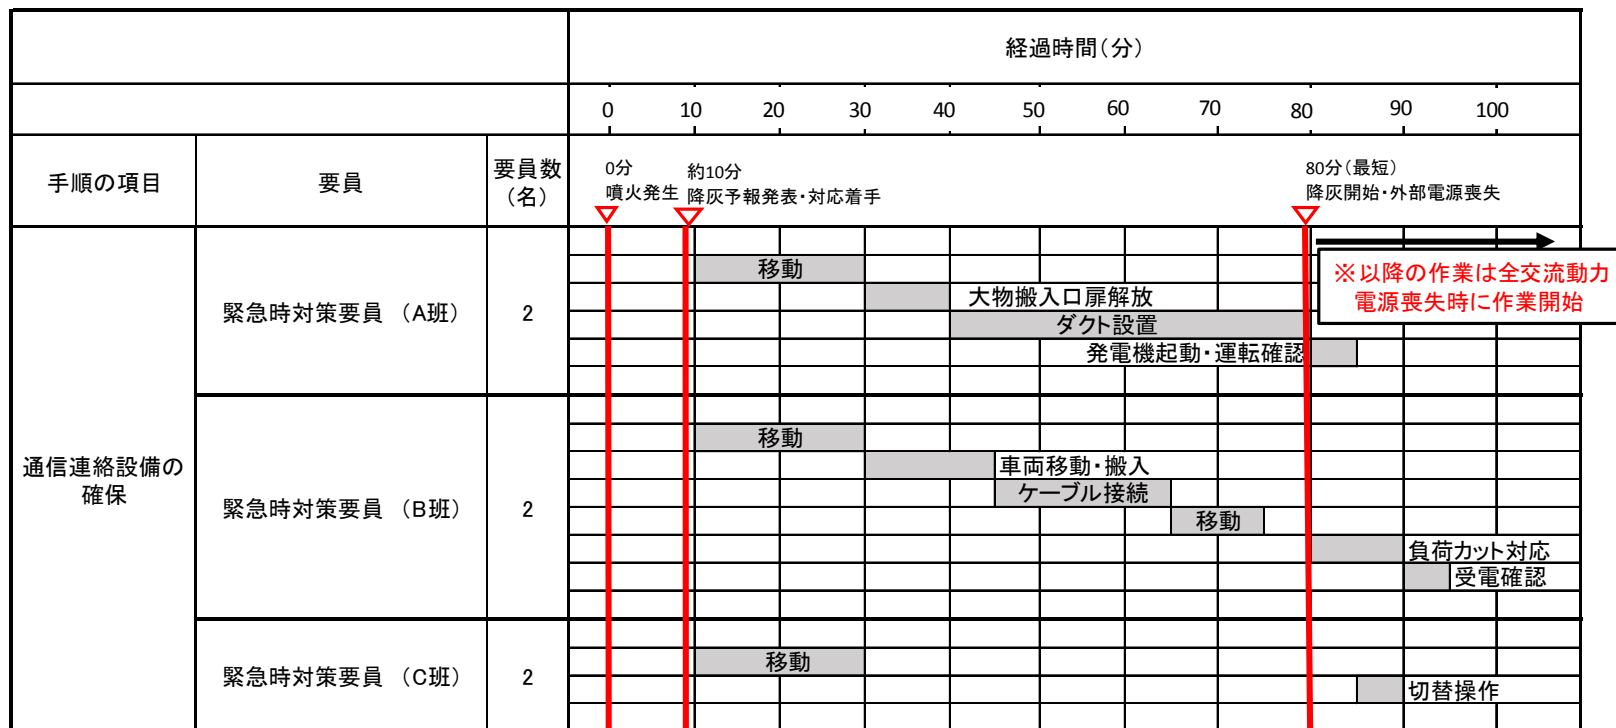 経過時間(分)
0 10 20 30 40 50 60 70 80 90 100
手順の項目
要員
要員数
(名)
0分
噴火発生
約10分
降灰予報発表・対応着手
80分(最短)
降灰開始・外部電源喪失
※以降の作業は全交流動力
電源喪失時に作業開始
通信連絡設備の
確保
緊急時対策要員 (A班)
2
移動
大物搬入口扉解放
ダクト設置
発電機起動・運転確認
緊急時対策要員 (B班)
2
移動
車両移動・搬入
ケーブル接続
移動
負荷カット対応
受電確認
緊急時対策要員 (C班)
2
移動
切替操作